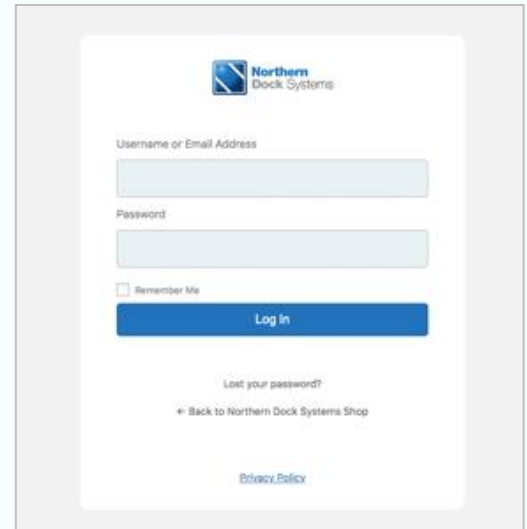 Northern
Dock Systems
Username or Email Address
Password
Remember Me
Log In
Lost your password?
← Back to Northern Dock Systems Shop
Privacy Policy